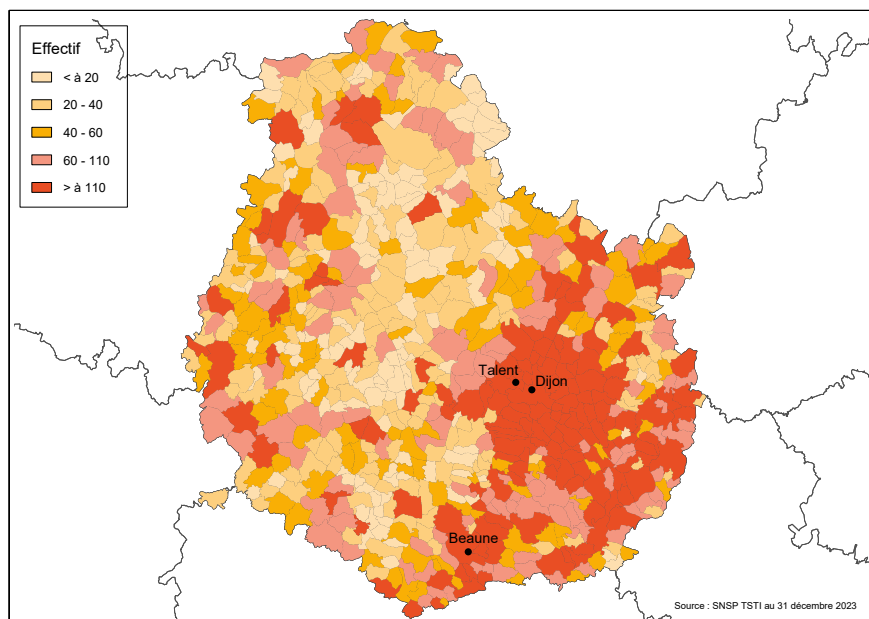 Effectif
< à 20
20 - 40
40 - 60
60 - 110
> à 110
Talent
Dijon
Beaune
Source : SNSP TSTI au 31 décembre 2023